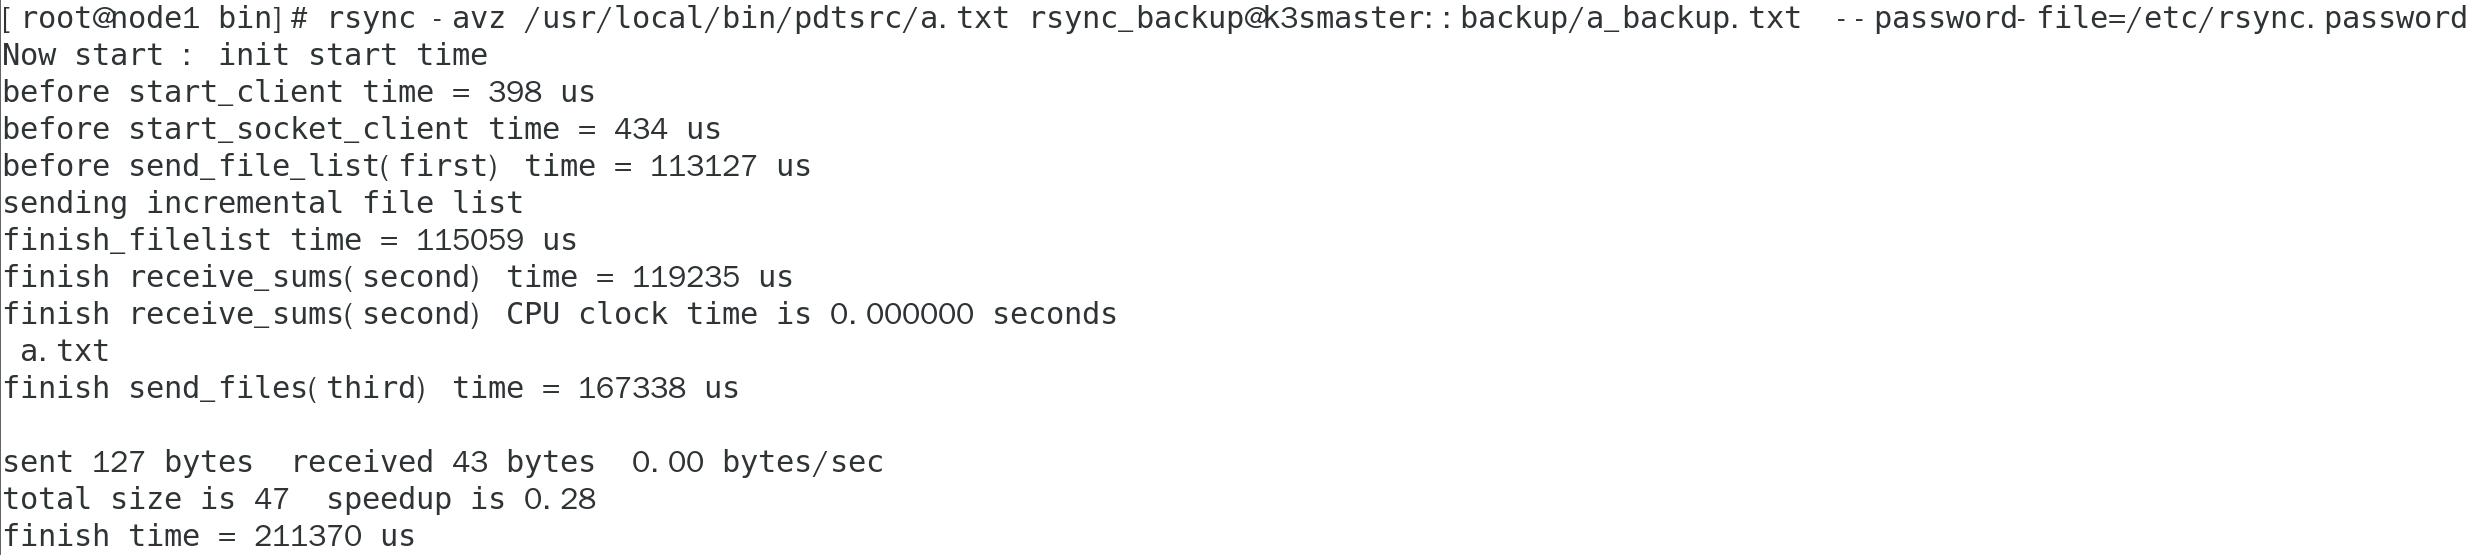 [root@node1 bin]# rsync -avz /usr/local/bin/pdtsrc/a.txt rsync_backup@k3smaster::backup/a_backup.txt  --password-file=/etc/rsync.password
Now start : init start time
before start_client time = 398 us
before start_socket_client time = 434 us
before send_file_list(first) time = 113127 us
sending incremental file list
finish_filelist time = 115059 us
finish receive_sums(second) time = 119235 us
finish receive_sums(second) CPU clock time is 0.000000 seconds
 a.txt
finish send_files(third) time = 167338 us
sent 127 bytes  received 43 bytes  0.00 bytes/sec
total size is 47  speedup is 0.28
finish time = 211370 us